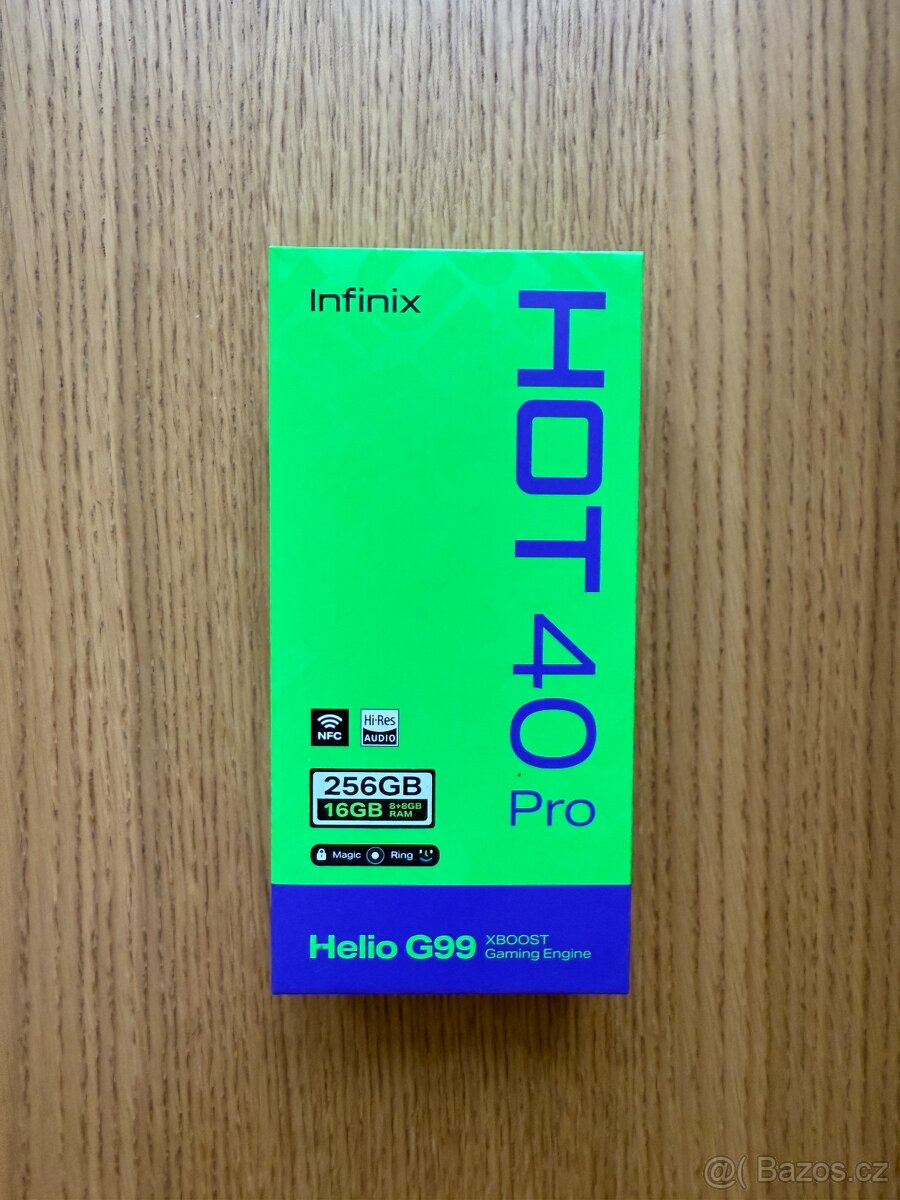 Infinix
HOT 40
Pro
NFC
Hi-Res
AUDIO
256GB
16GB 8+8GB
RAM
Magic Ring
Helio G99 XBOOST
Gaming Engine
@( Bazos.cz